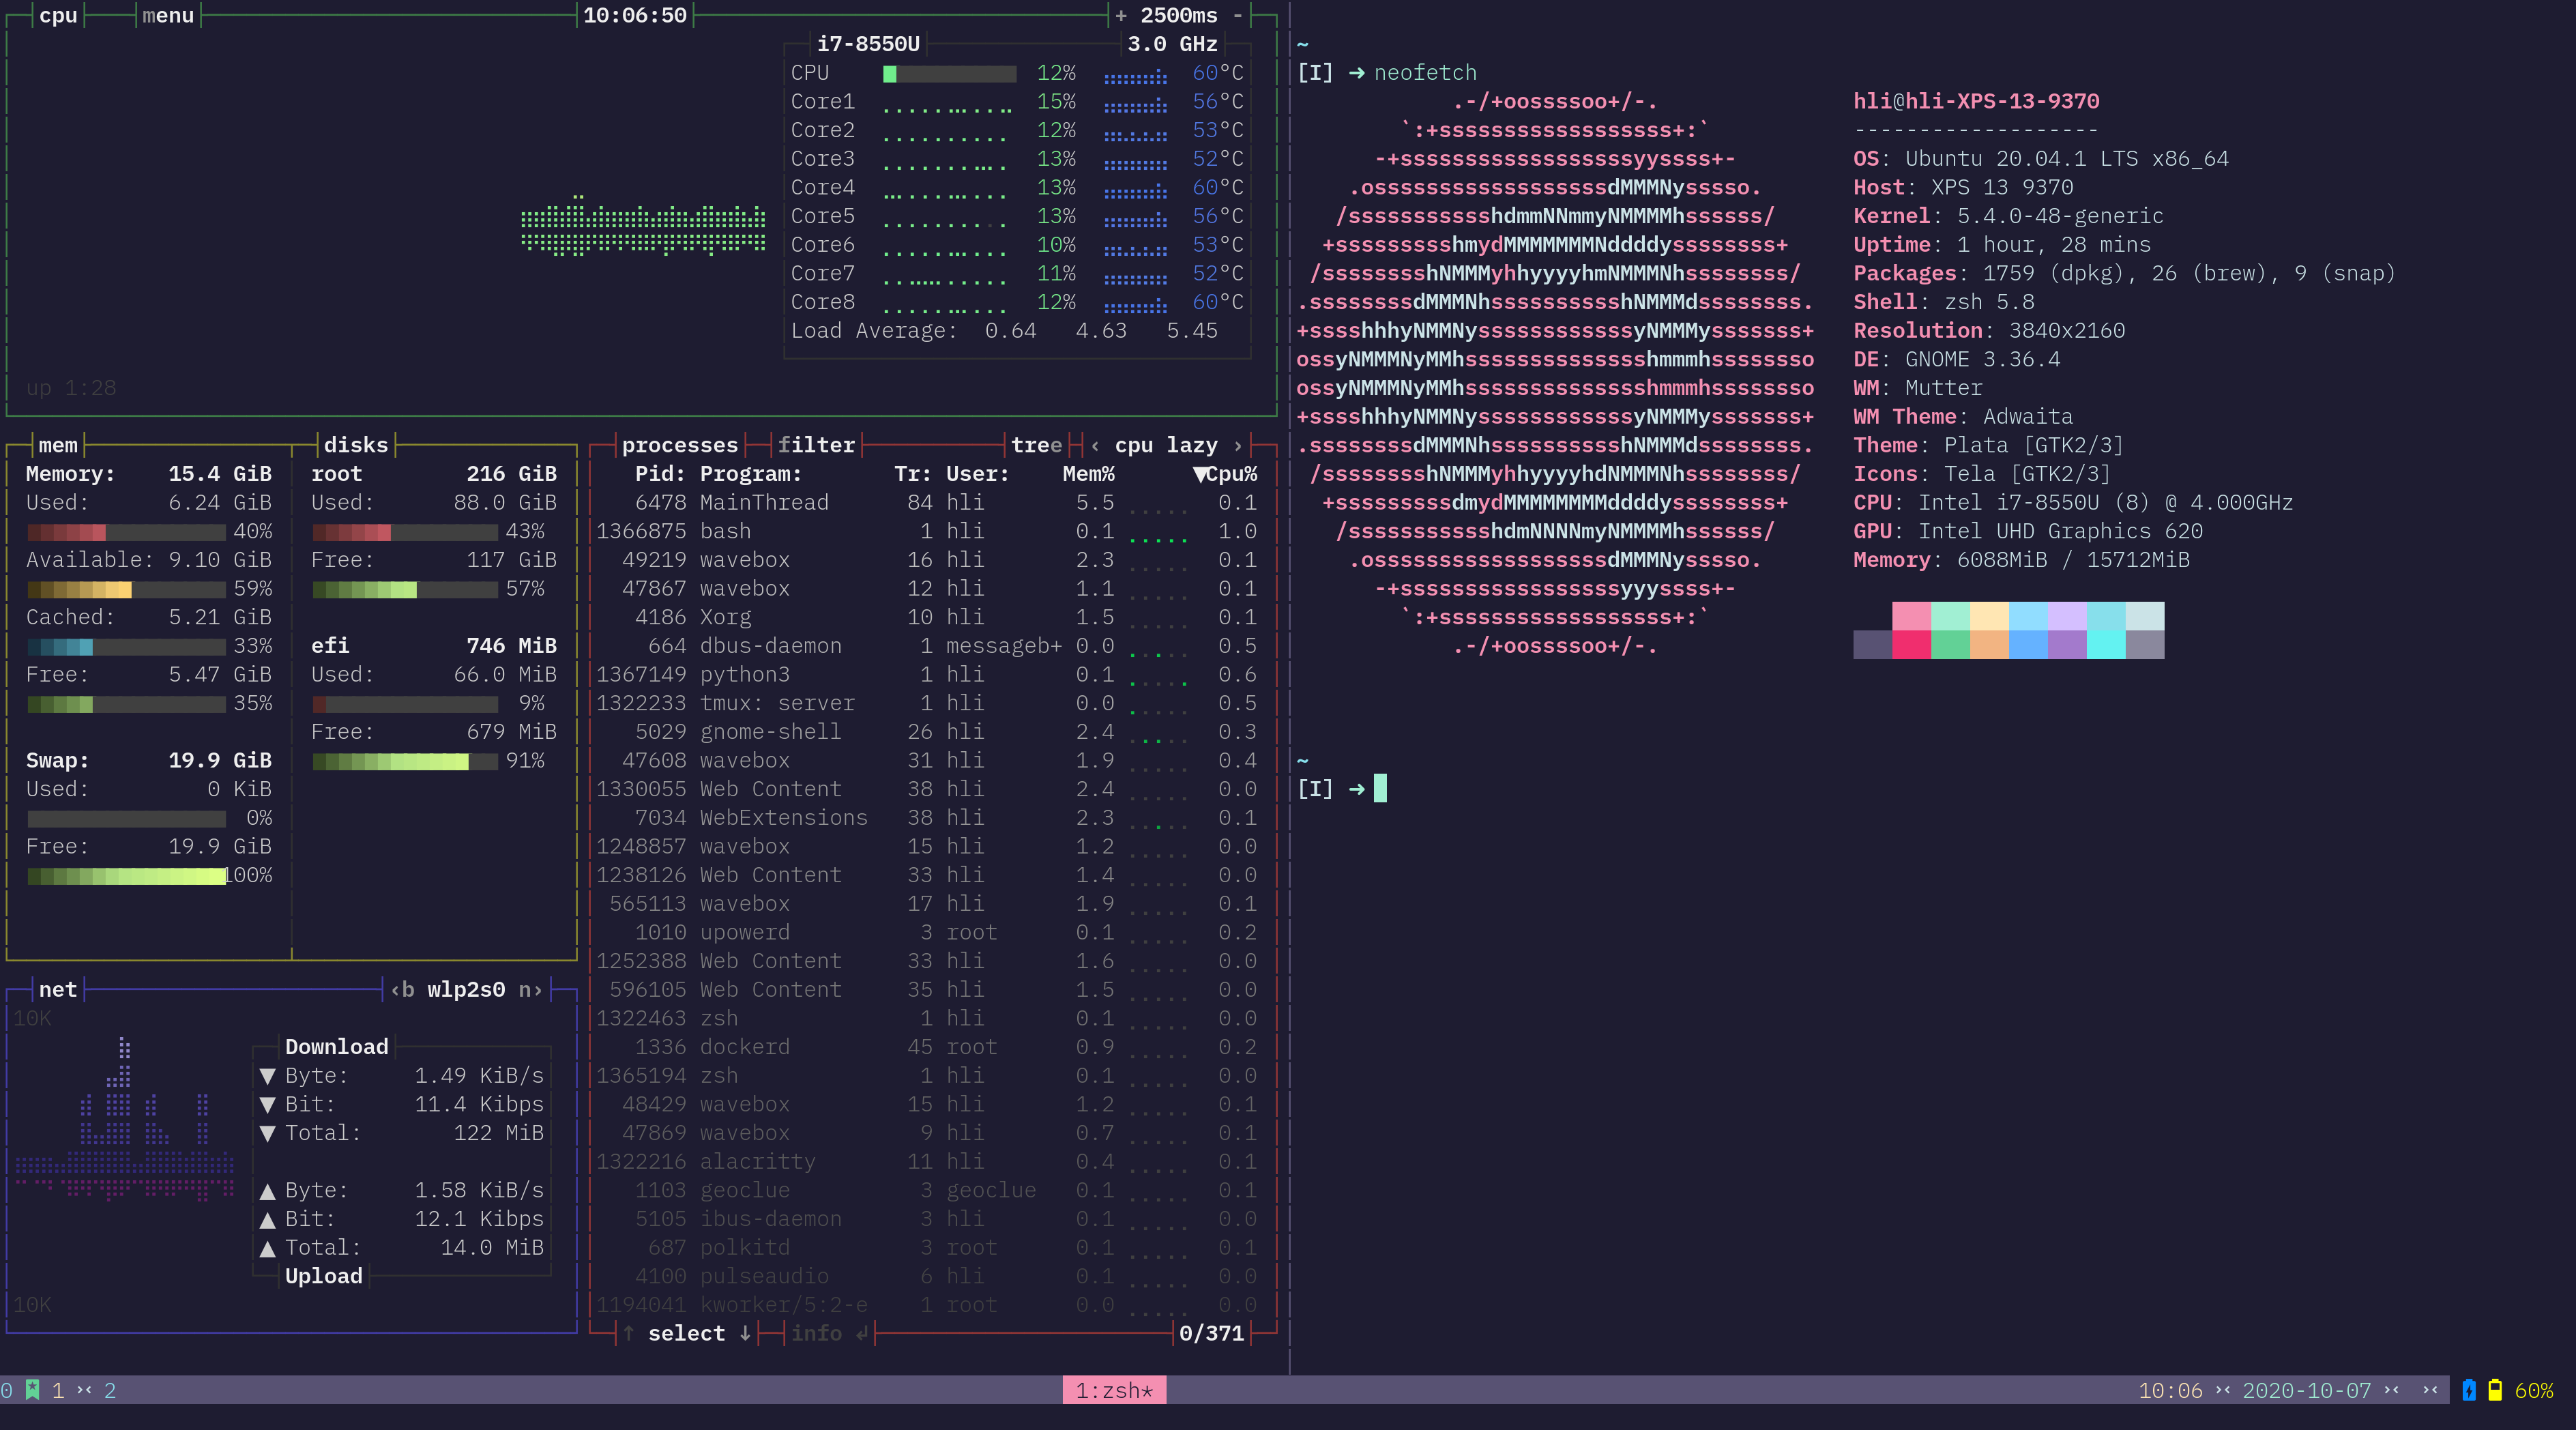 cpu menu 10:06:50 + 2500ms -
i7-8550U 3.0 GHz
CPU 12% 60°C
Core1 15% 56°C
Core2 12% 53°C
Core3 13% 52°C
Core4 13% 60°C
Core5 13% 56°C
Core6 10% 53°C
Core7 11% 52°C
Core8 12% 60°C
Load Average: 0.64 4.63 5.45
up 1:28
mem disks
Memory: 15.4 GiB
Used: 6.24 GiB
40%
Available: 9.10 GiB
59%
Cached: 5.21 GiB
33%
Free: 5.47 GiB
35%
Swap: 19.9 GiB
Used: 0 KiB
0%
Free: 19.9 GiB
100%
root 216 GiB
Used: 88.0 GiB
43%
Free: 117 GiB
57%
efi 746 MiB
Used: 66.0 MiB
9%
Free: 679 MiB
91%
net ‹b wlp2s0 n›
10K
Download
▼ Byte: 1.49 KiB/s
▼ Bit: 11.4 Kibps
▼ Total: 122 MiB
▲ Byte: 1.58 KiB/s
▲ Bit: 12.1 Kibps
▲ Total: 14.0 MiB
Upload
10K
processes filter tree ‹ cpu lazy ›
Pid: Program: Tr: User: Mem% ▼Cpu%
6478 MainThread 84 hli 5.5 0.1
1366875 bash 1 hli 0.1 1.0
49219 wavebox 16 hli 2.3 0.1
47867 wavebox 12 hli 1.1 0.1
4186 Xorg 10 hli 1.5 0.1
664 dbus-daemon 1 messageb+ 0.0 0.5
1367149 python3 1 hli 0.1 0.6
1322233 tmux: server 1 hli 0.0 0.5
5029 gnome-shell 26 hli 2.4 0.3
47608 wavebox 31 hli 1.9 0.4
1330055 Web Content 38 hli 2.4 0.0
7034 WebExtensions 38 hli 2.3 0.1
1248857 wavebox 15 hli 1.2 0.0
1238126 Web Content 33 hli 1.4 0.0
565113 wavebox 17 hli 1.9 0.1
1010 upowerd 3 root 0.1 0.2
1252388 Web Content 33 hli 1.6 0.0
596105 Web Content 35 hli 1.5 0.0
1322463 zsh 1 hli 0.1 0.0
1336 dockerd 45 root 0.9 0.2
1365194 zsh 1 hli 0.1 0.0
48429 wavebox 15 hli 1.2 0.1
47869 wavebox 9 hli 0.7 0.1
1322216 alacritty 11 hli 0.4 0.1
1103 geoclue 3 geoclue 0.1 0.1
5105 ibus-daemon 3 hli 0.1 0.0
687 polkitd 3 root 0.1 0.1
4100 pulseaudio 6 hli 0.1 0.0
1194041 kworker/5:2-e 1 root 0.0 0.0
↑ select ↓ info ↲ 0/371
~
[I] ➜ neofetch
.-/+oossssoo+/-.
`:+ssssssssssssssssss+:`
-+ssssssssssssssssssyyssss+-
.ossssssssssssssssssdMMMNysssso.
/ssssssssssshdmmNNmmyNMMMMhssssss/
+ssssssssshmydMMMMMMMNddddyssssssss+
/sssssssshNMMMyhhyyyyhmNMMMNhssssssss/
.ssssssssdMMMNhsssssssssshNMMMdssssssss.
+sssshhhyNMMNyssssssssssssyNMMMysssssss+
ossyNMMMNyMMhsssssssssssssshmmmhssssssso
ossyNMMMNyMMhsssssssssssssshmmmhssssssso
+sssshhhyNMMNyssssssssssssyNMMMysssssss+
.ssssssssdMMMNhsssssssssshNMMMdssssssss.
/sssssssshNMMMyhhyyyyhdNMMMNhssssssss/
+sssssssssdmydMMMMMMMMddddyssssssss+
/ssssssssssshdmNNNNmyNMMMMhssssss/
.ossssssssssssssssssdMMMNysssso.
-+sssssssssssssssssyyyssss+-
`:+ssssssssssssssssss+:`
.-/+oossssoo+/-.
hli@hli-XPS-13-9370
-------------------
OS: Ubuntu 20.04.1 LTS x86_64
Host: XPS 13 9370
Kernel: 5.4.0-48-generic
Uptime: 1 hour, 28 mins
Packages: 1759 (dpkg), 26 (brew), 9 (snap)
Shell: zsh 5.8
Resolution: 3840x2160
DE: GNOME 3.36.4
WM: Mutter
WM Theme: Adwaita
Theme: Plata [GTK2/3]
Icons: Tela [GTK2/3]
CPU: Intel i7-8550U (8) @ 4.000GHz
GPU: Intel UHD Graphics 620
Memory: 6088MiB / 15712MiB
~
[I] ➜
0 1 2 1:zsh* 10:06 2020-10-07 60%